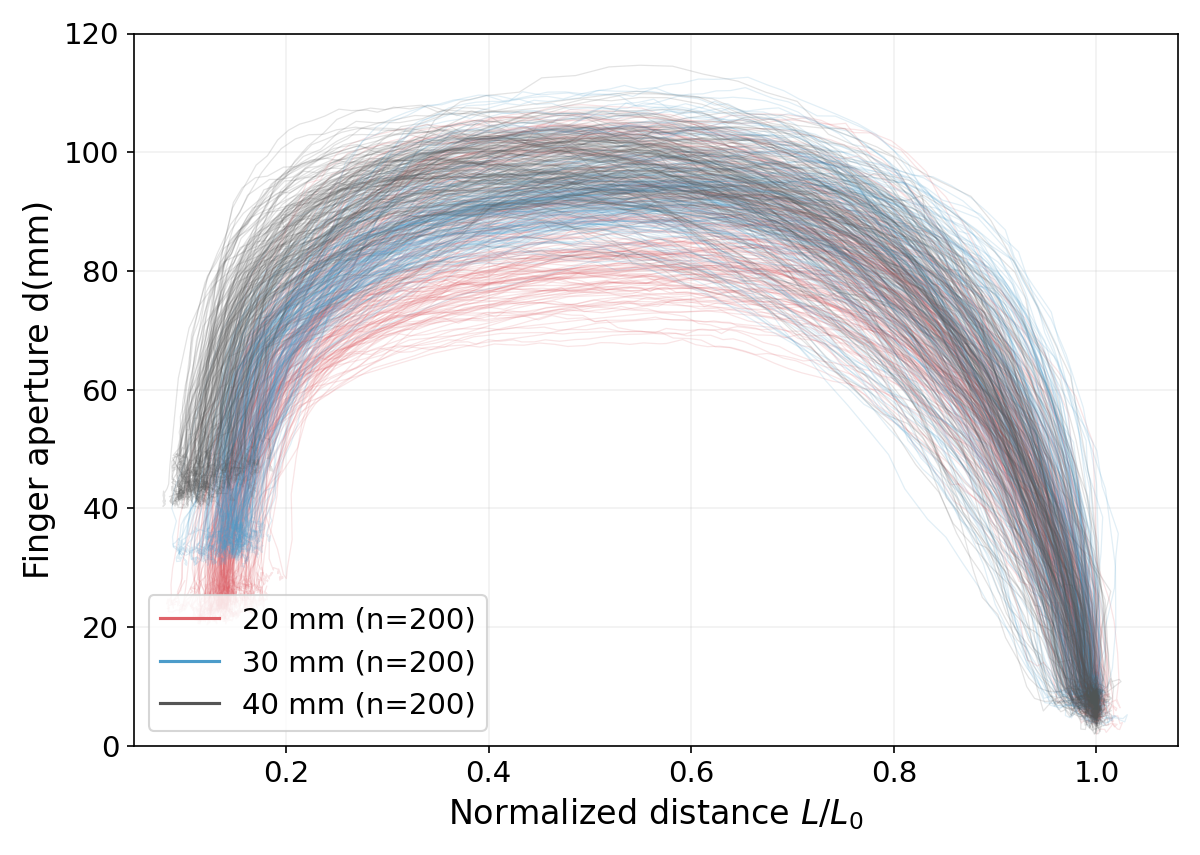 120
100
80
60
40
20
0
Finger aperture d(mm)
20 mm (n=200)
30 mm (n=200)
40 mm (n=200)
0.2 0.4 0.6 0.8 1.0
Normalized distance L/L₀